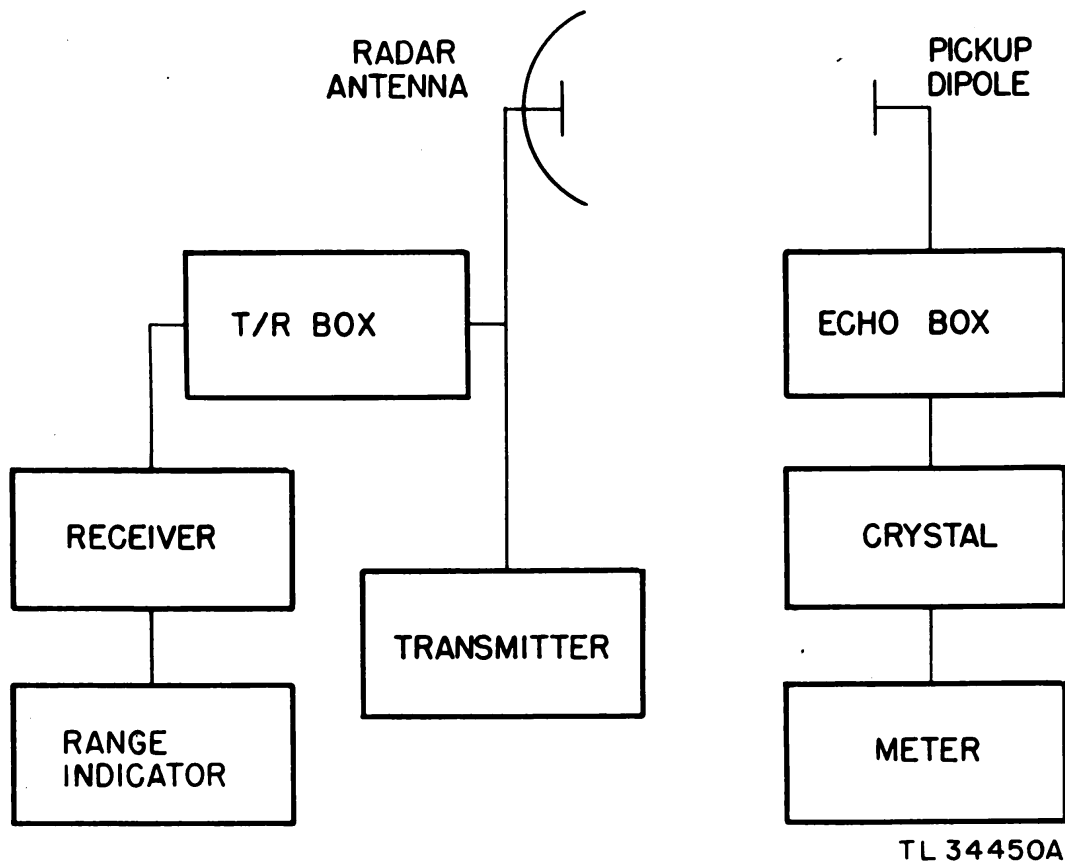 RADAR
ANTENNA
PICKUP
DIPOLE
T/R BOX
ECHO BOX
RECEIVER
CRYSTAL
TRANSMITTER
RANGE
INDICATOR
METER
TL 34450A